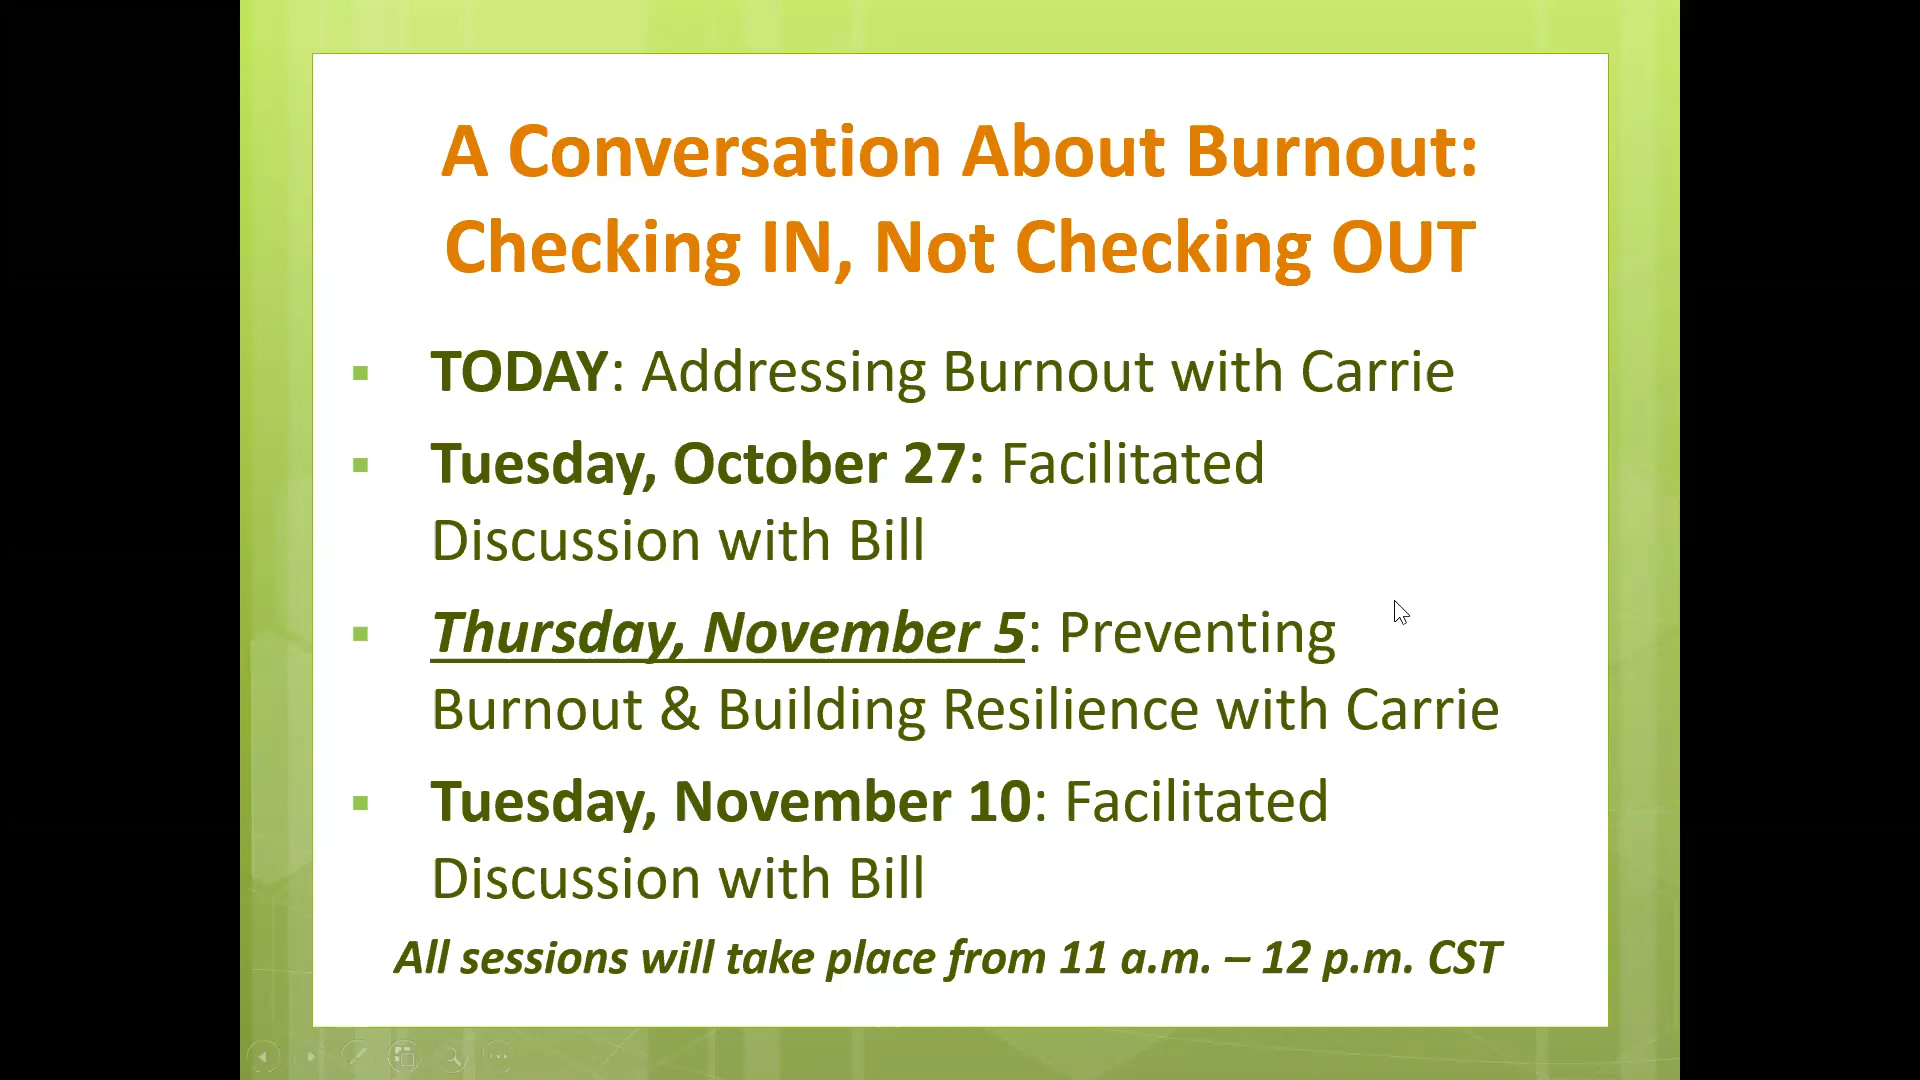 A Conversation About Burnout:
Checking IN, Not Checking OUT
▪ TODAY: Addressing Burnout with Carrie
▪ Tuesday, October 27: Facilitated
Discussion with Bill
▪ Thursday, November 5: Preventing
Burnout & Building Resilience with Carrie
▪ Tuesday, November 10: Facilitated
Discussion with Bill
All sessions will take place from 11 a.m. – 12 p.m. CST